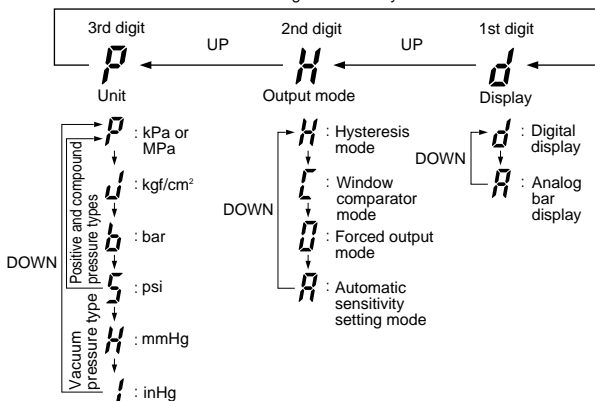 3rd digit
2nd digit
1st digit
UP
UP
P
H
d
Unit
Output mode
Display
P : kPa or MPa
J : kgf/cm²
b : bar
5 : psi
H : mmHg
I : inHg
DOWN
Positive and compound
pressure types
Vacuum
pressure type
H : Hysteresis
mode
C : Window
comparator
mode
0 : Forced output
mode
A : Automatic
sensitivity
setting mode
DOWN
d : Digital
display
A : Analog
bar
display
DOWN